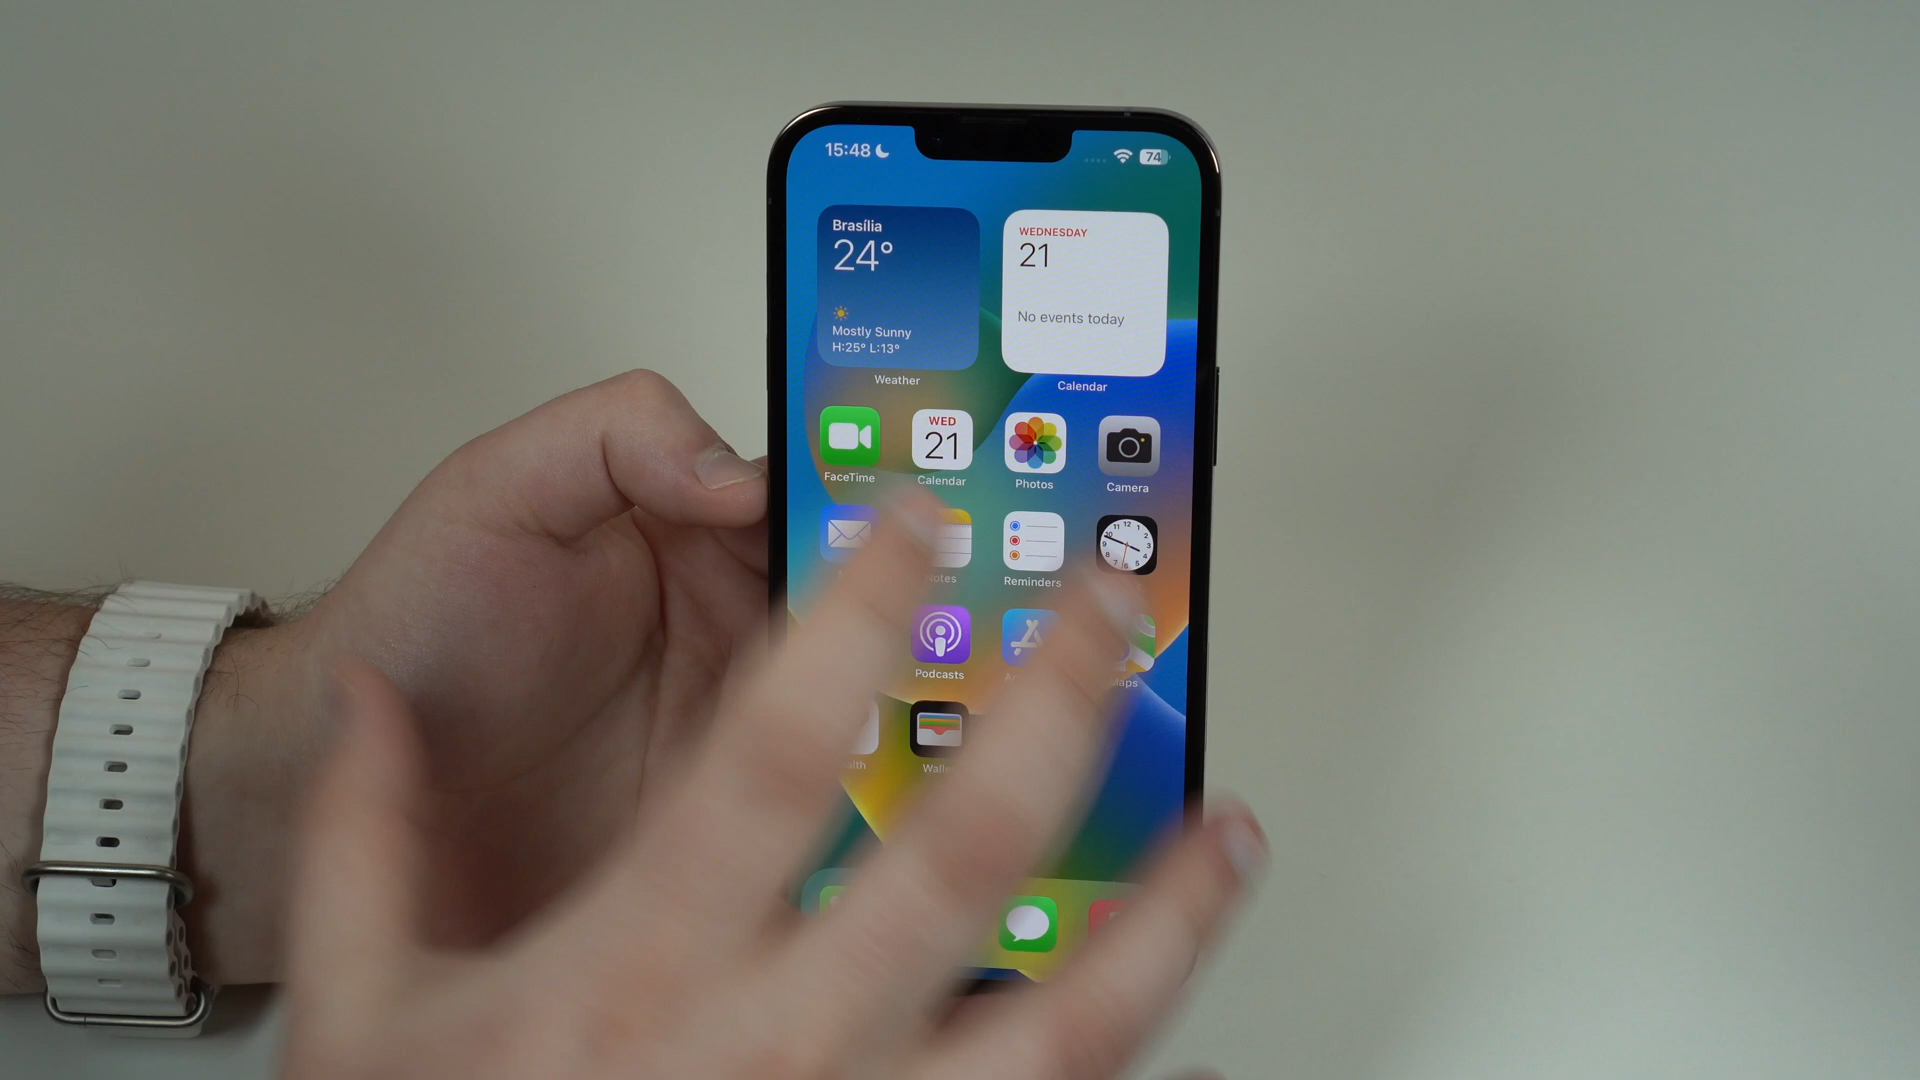 15:48
74
Brasília
24°
Mostly Sunny
H:25° L:13°
Weather
WEDNESDAY
21
No events today
Calendar
WED
21
FaceTime
Calendar
Photos
Camera
Reminders
Podcasts